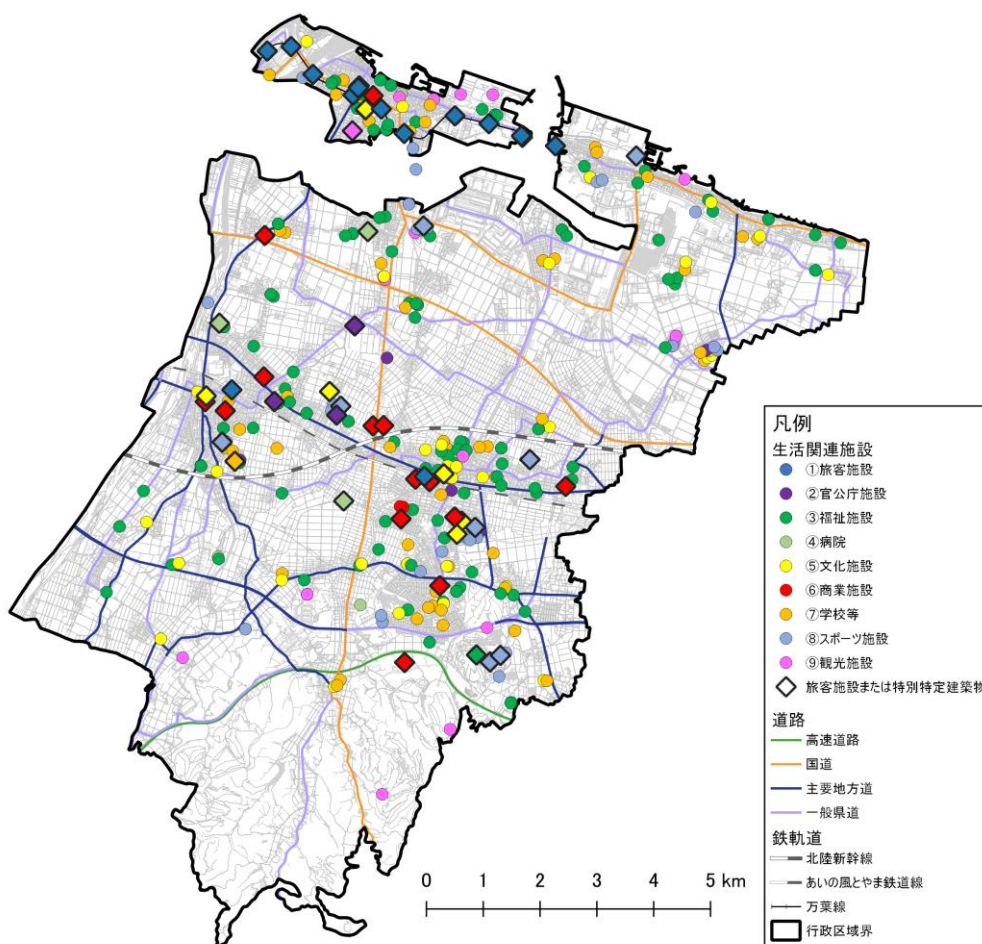 凡例
生活関連施設
①旅客施設
②官公庁施設
③福祉施設
④病院
⑤文化施設
⑥商業施設
⑦学校等
⑧スポーツ施設
⑨観光施設
旅客施設または特別特定建築物
道路
高速道路
国道
主要地方道
一般県道
鉄軌道
北陸新幹線
あいの風とやま鉄道線
万葉線
行政区域界
0 1 2 3 4 5 km